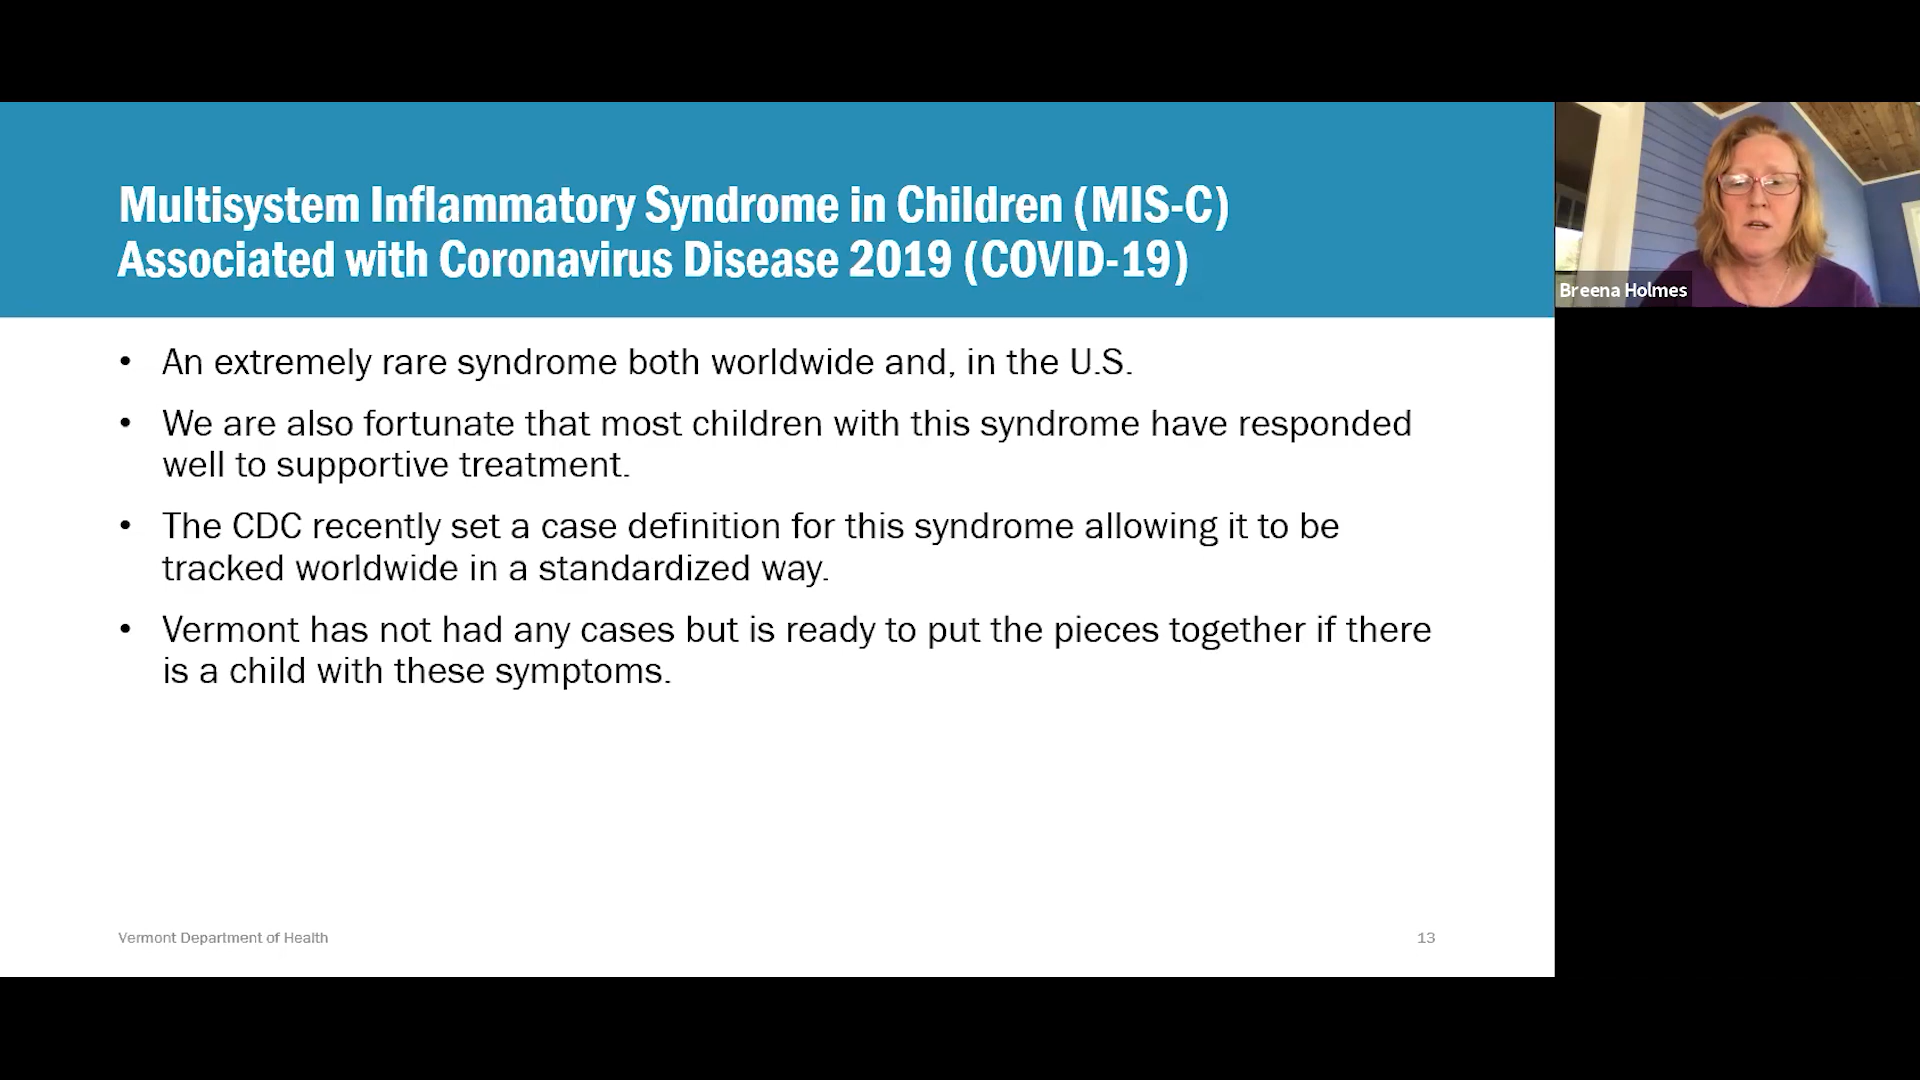 Multisystem Inflammatory Syndrome in Children (MIS-C)
Associated with Coronavirus Disease 2019 (COVID-19)
• An extremely rare syndrome both worldwide and, in the U.S.
• We are also fortunate that most children with this syndrome have responded
well to supportive treatment.
• The CDC recently set a case definition for this syndrome allowing it to be
tracked worldwide in a standardized way.
• Vermont has not had any cases but is ready to put the pieces together if there
is a child with these symptoms.
Vermont Department of Health
13
Breena Holmes